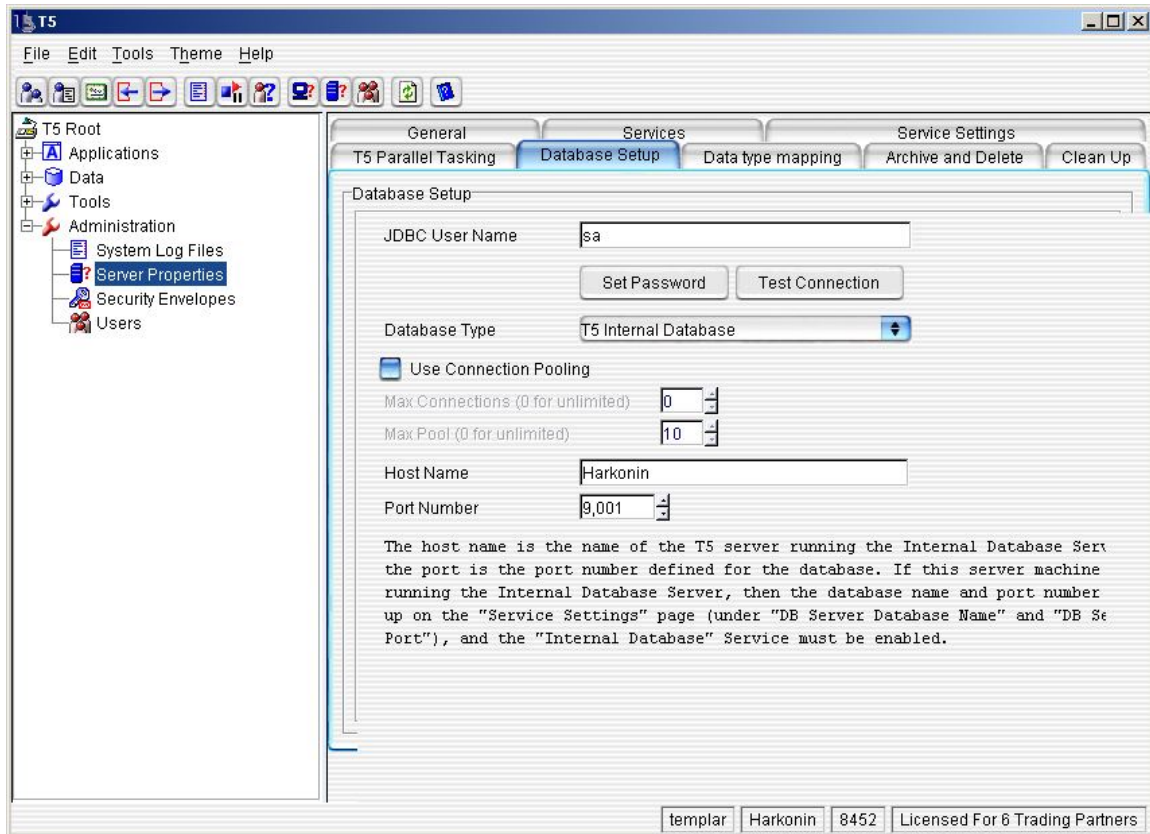 T5
File Edit Tools Theme Help
T5 Root
Applications
Data
Tools
Administration
System Log Files
Server Properties
Security Envelopes
Users
General Services Service Settings
T5 Parallel Tasking Database Setup Data type mapping Archive and Delete Clean Up
Database Setup
JDBC User Name sa
Set Password Test Connection
Database Type T5 Internal Database
Use Connection Pooling
Max Connections (0 for unlimited) 0
Max Pool (0 for unlimited) 10
Host Name Harkonin
Port Number 9,001
The host name is the name of the T5 server running the Internal Database
the port is the port number defined for the database. If this server machine
running the Internal Database Server, then the database name and port number
up on the "Service Settings" page (under "DB Server Database Name" and "DB
Port"), and the "Internal Database" Service must be enabled.
templar Harkonin 8452 Licensed For 6 Trading Partners